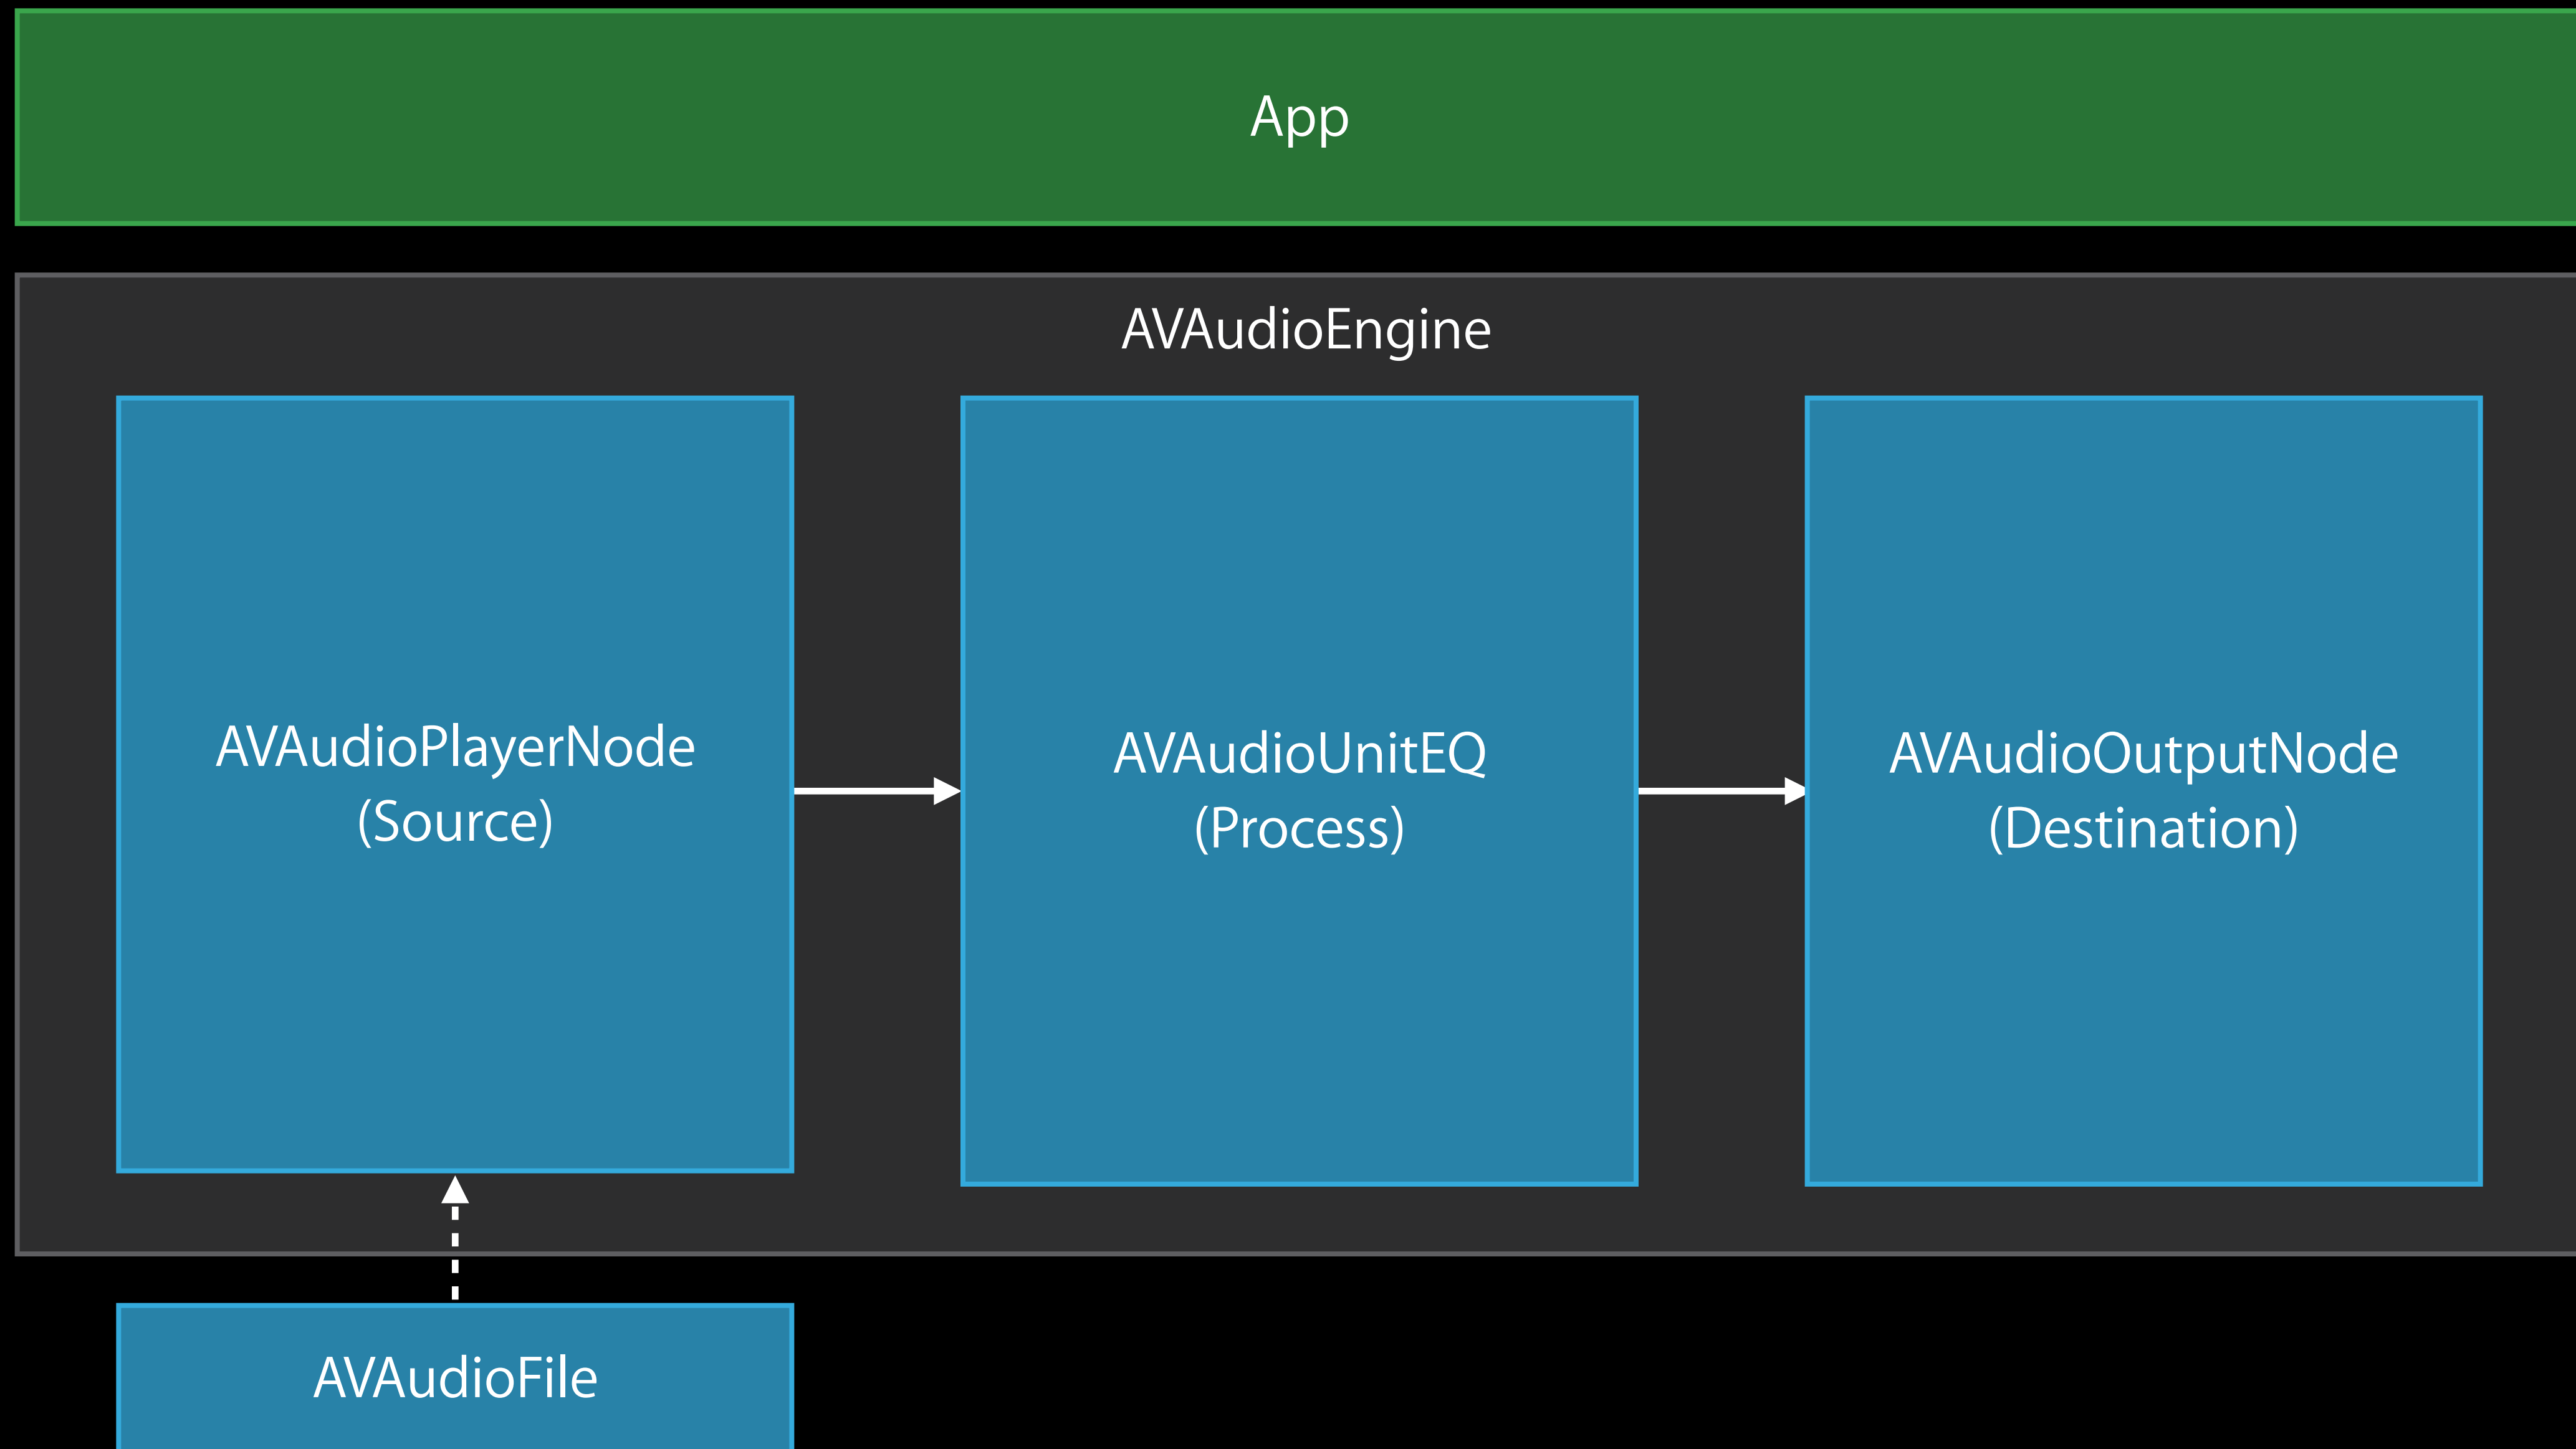 App
AVAudioEngine
AVAudioPlayerNode
(Source)
AVAudioUnitEQ
(Process)
AVAudioOutputNode
(Destination)
AVAudioFile